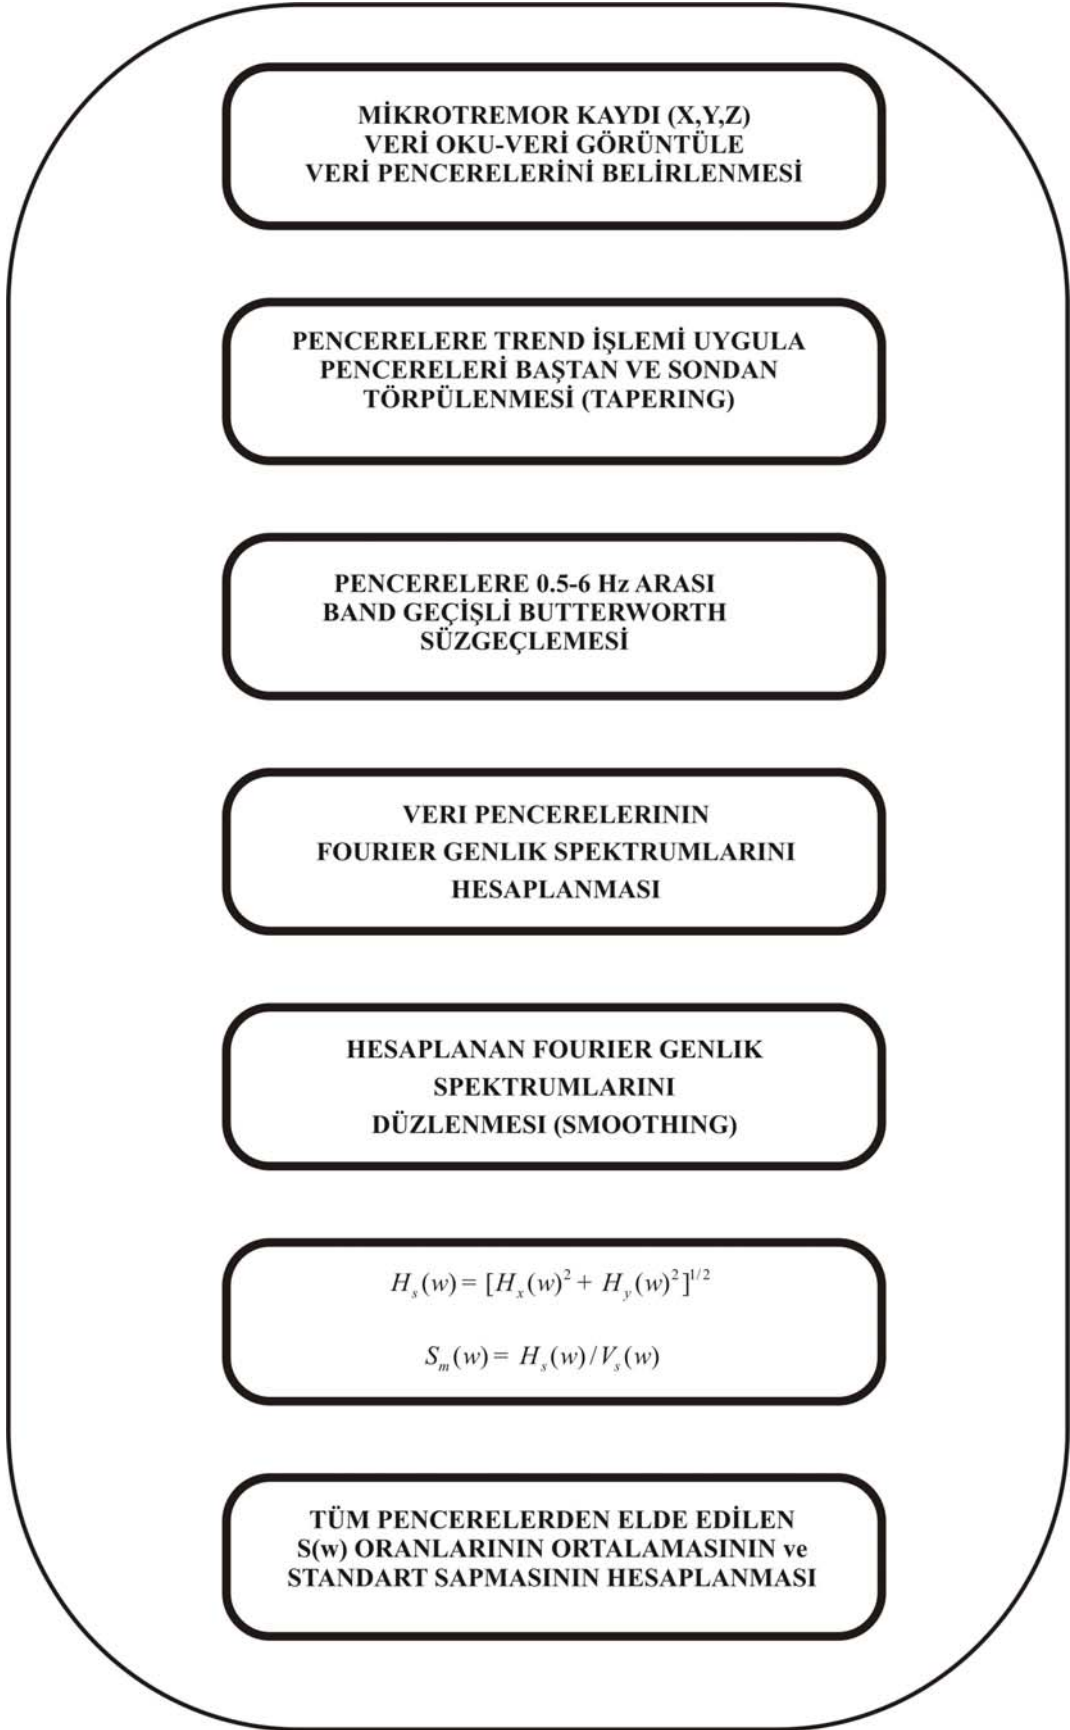 MİKROTREMOR KAYDI (X,Y,Z)
VERİ OKU-VERİ GÖRÜNTÜLE
VERİ PENCERELERİNİ BELİRLENMESİ
PENCERELERE TREND İŞLEMİ UYGULA
PENCERELERİ BAŞTAN VE SONDAN
TÖRPÜLENMESİ (TAPERING)
PENCERELERE 0.5-6 Hz ARASI
BAND GEÇİŞLİ BUTTERWORTH
SÜZGEÇLEMESİ
VERI PENCERELERININ
FOURIER GENLIK SPEKTRUMLARINI
HESAPLANMASI
HESAPLANAN FOURIER GENLIK
SPEKTRUMLARINI
DÜZLENMESI (SMOOTHING)
H_s(w) = [H_x(w)^2 + H_y(w)^2]^{1/2}
S_m(w) = H_s(w)/V_s(w)
TÜM PENCERELERDEN ELDE EDİLEN
S(w) ORANLARININ ORTALAMASININ ve
STANDART SAPMASININ HESAPLANMASI